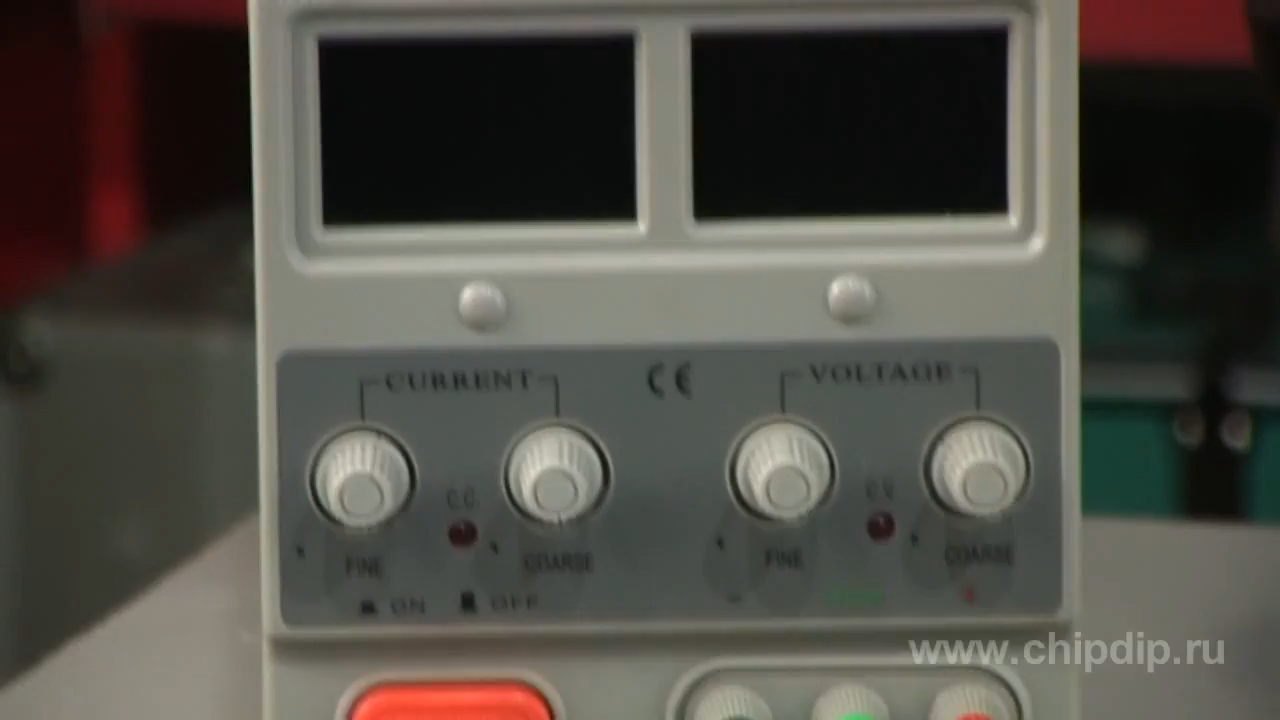 CURRENT
CE
VOLTAGE
C.C.
C.V.
FINE
COARSE
FINE
COARSE
ON
OFF
- +
www.chipdip.ru